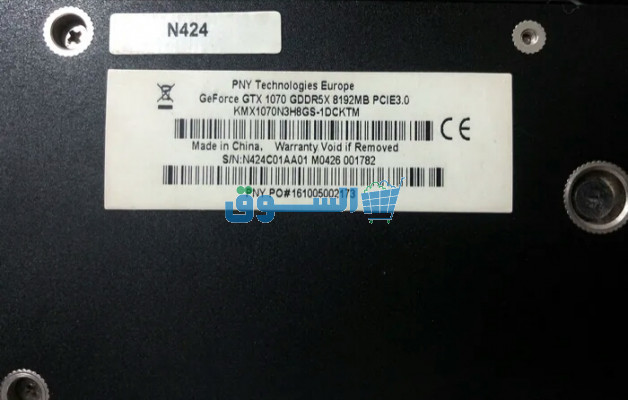 N424
PNY Technologies Europe
GeForce GTX 1070 GDDR5X 8192MB PCIE3.0
KMX1070N3H8GS-1DCKTM
CE
Made in China, Warranty Void if Removed
S/N:N424C01AA01 M0426 001782
PNY PO#161005002173
السوق